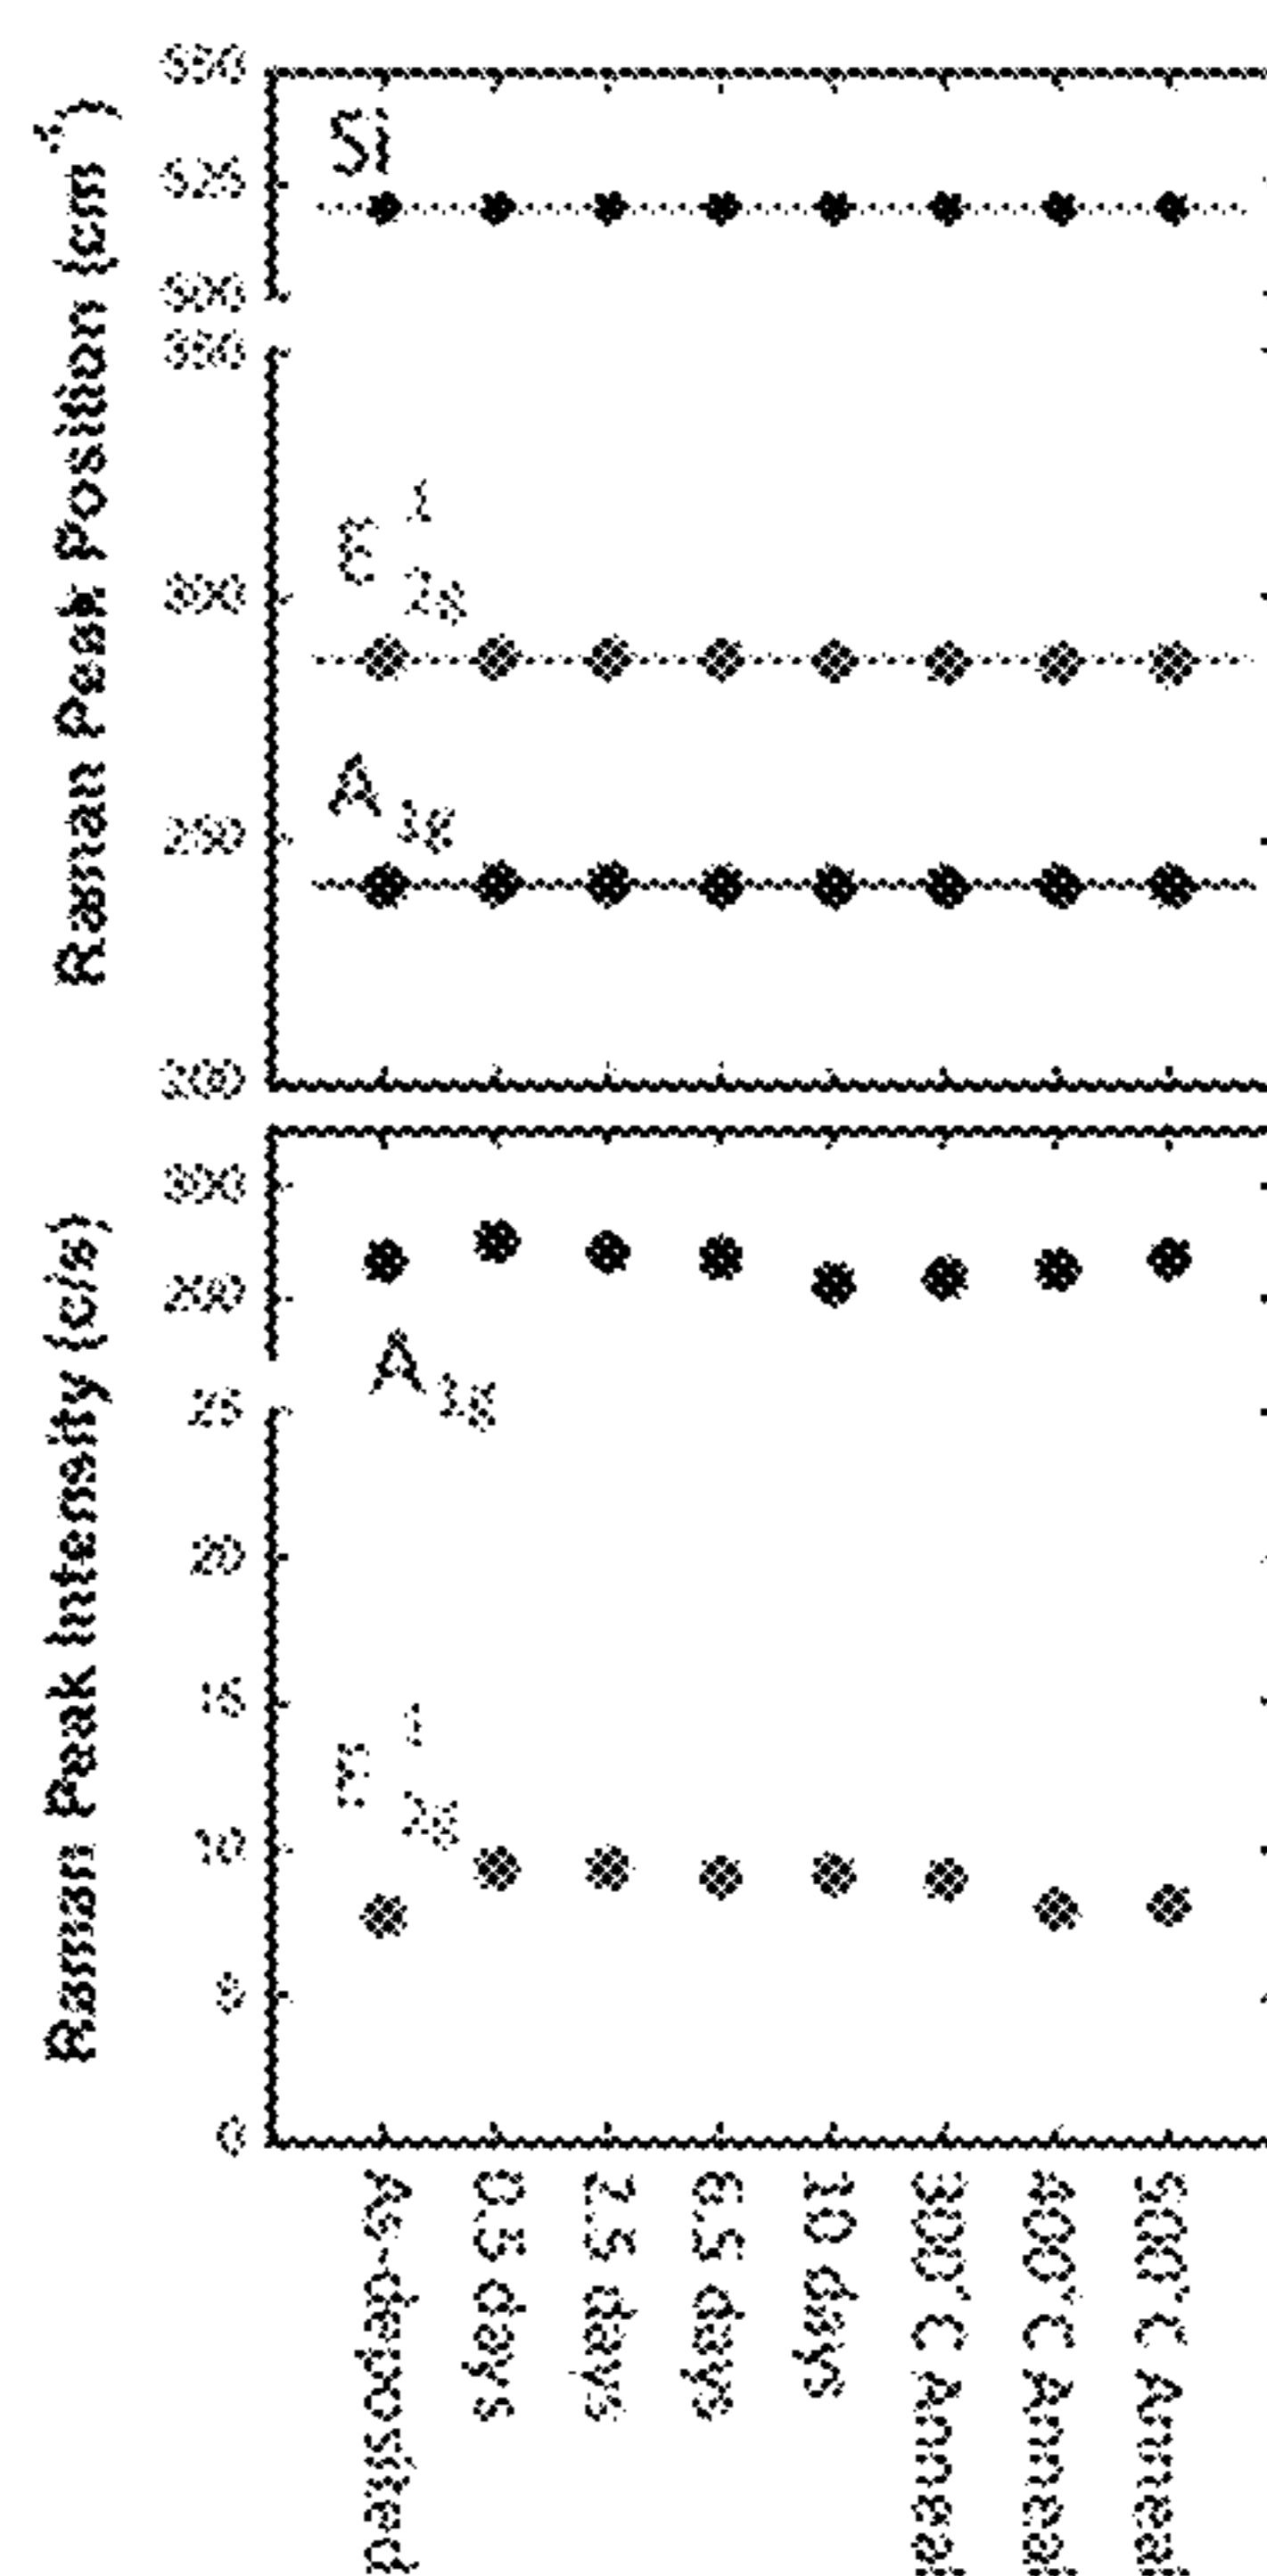 Raman Peak Position (cm⁻¹)
550
525
500
350
300
250
200
Si
E¹₂g
A₁g
Raman Peak Intensity (c/s)
300
200
25
20
15
10
5
0
A₁g
E¹₂g
As-deposited
0.5 days
days
6.5 days
10 days
300°C Anneal
400°C Anneal
500°C Anneal